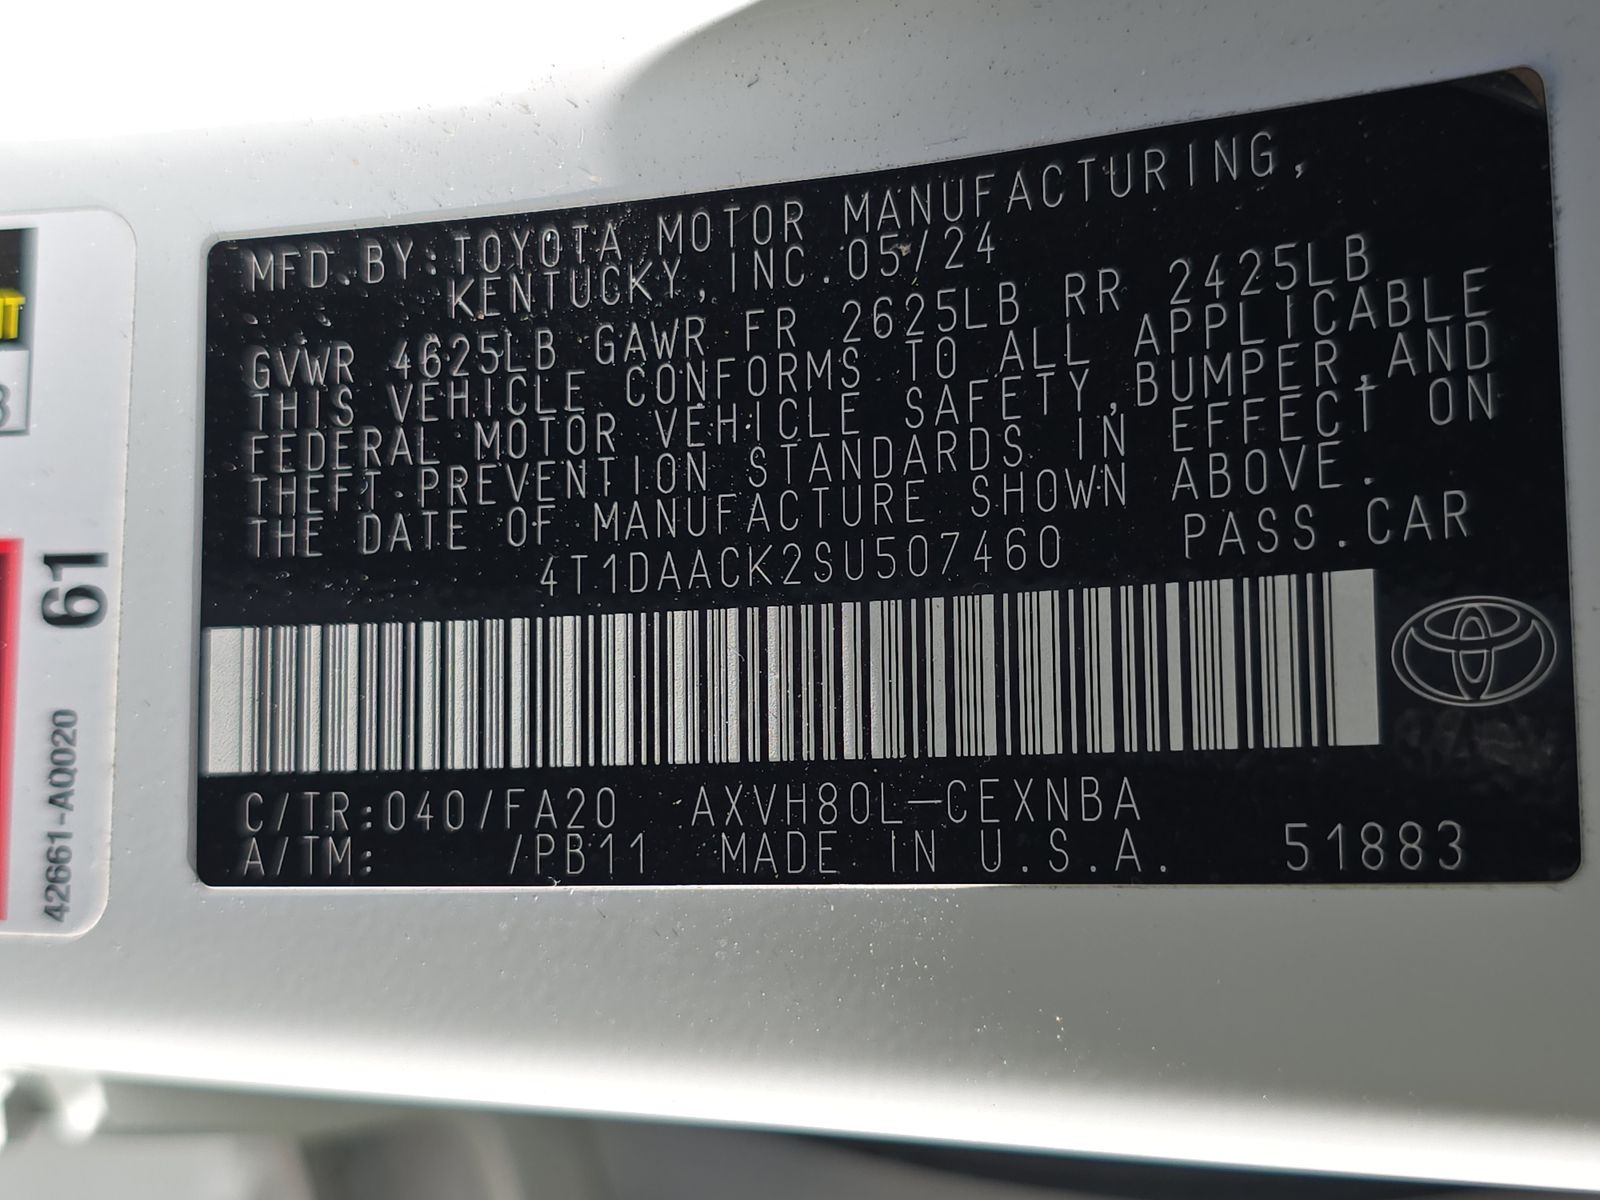 MFD.BY:TOYOTA MOTOR MANUFACTURING,
KENTUCKY,INC.05/24
GVWR 4625LB GAWR FR 2625LB RR 2425LB
THIS VEHICLE CONFORMS TO ALL APPLICABLE
FEDERAL MOTOR VEHICLE SAFETY,BUMPER,AND
THEFT PREVENTION STANDARDS IN EFFECT ON
THE DATE OF MANUFACTURE SHOWN ABOVE.
4T1DAACK2SU507460 PASS.CAR
C/TR:040/FA20 AXVH80L-CEXNBA
A/TM: /PB11 MADE IN U.S.A. 51883
61
42661-AQ020